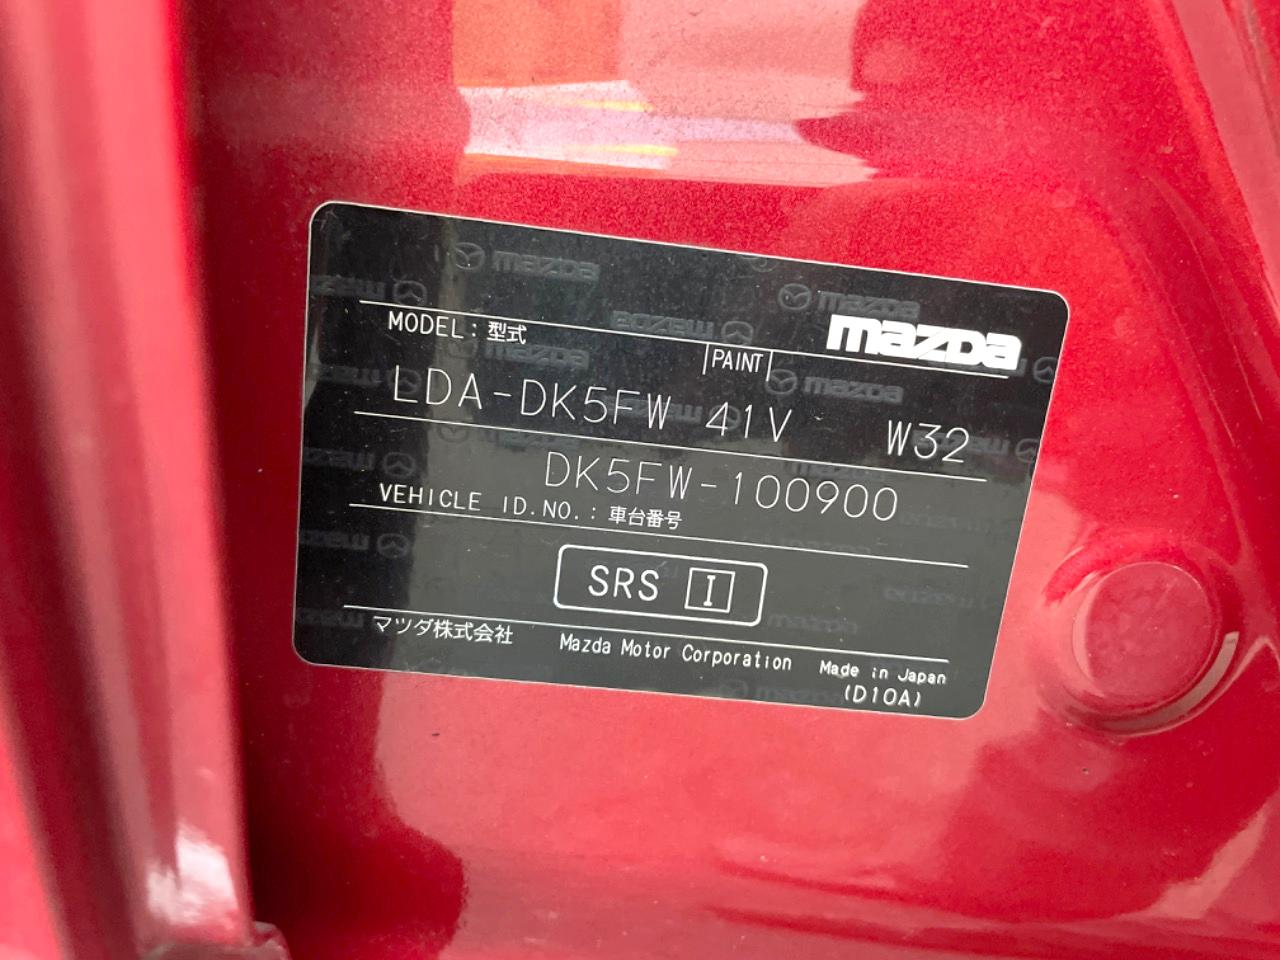 mazda
MODEL: 型式
PAINT
LDA-DK5FW 41V W32
DK5FW-100900
VEHICLE ID.NO.: 車台番号
SRS I
マツダ株式会社 Mazda Motor Corporation Made in Japan
(D10A)